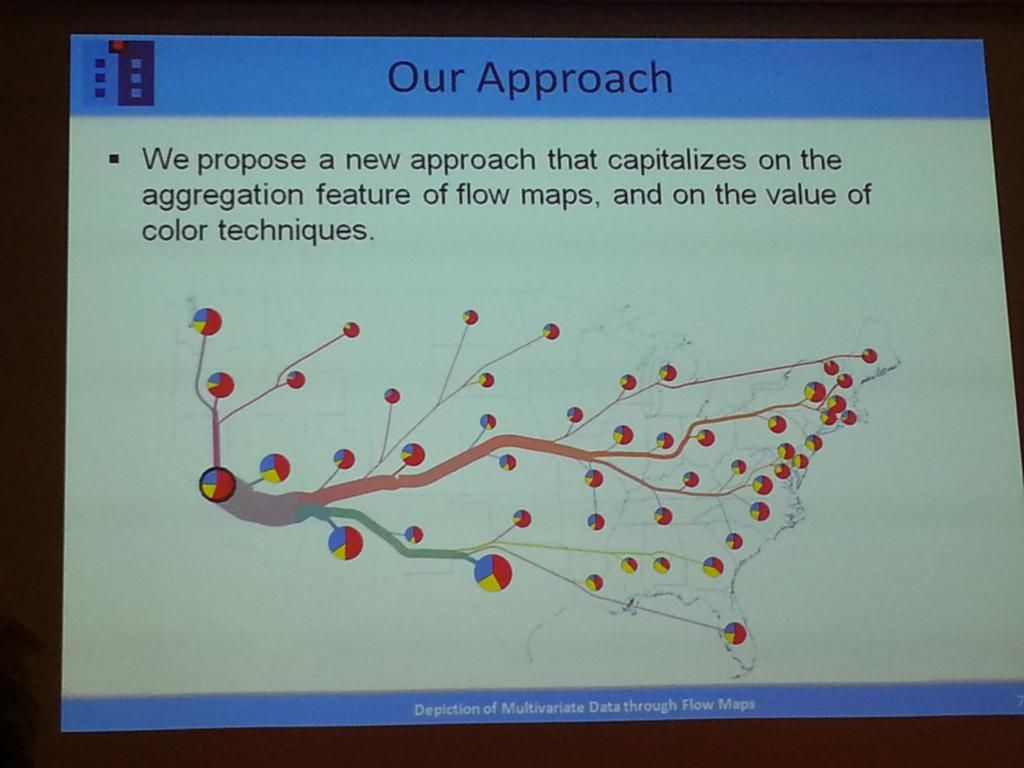 Our Approach
▪ We propose a new approach that capitalizes on the
aggregation feature of flow maps, and on the value of
color techniques.
Depiction of Multivariate Data through Flow Maps
7